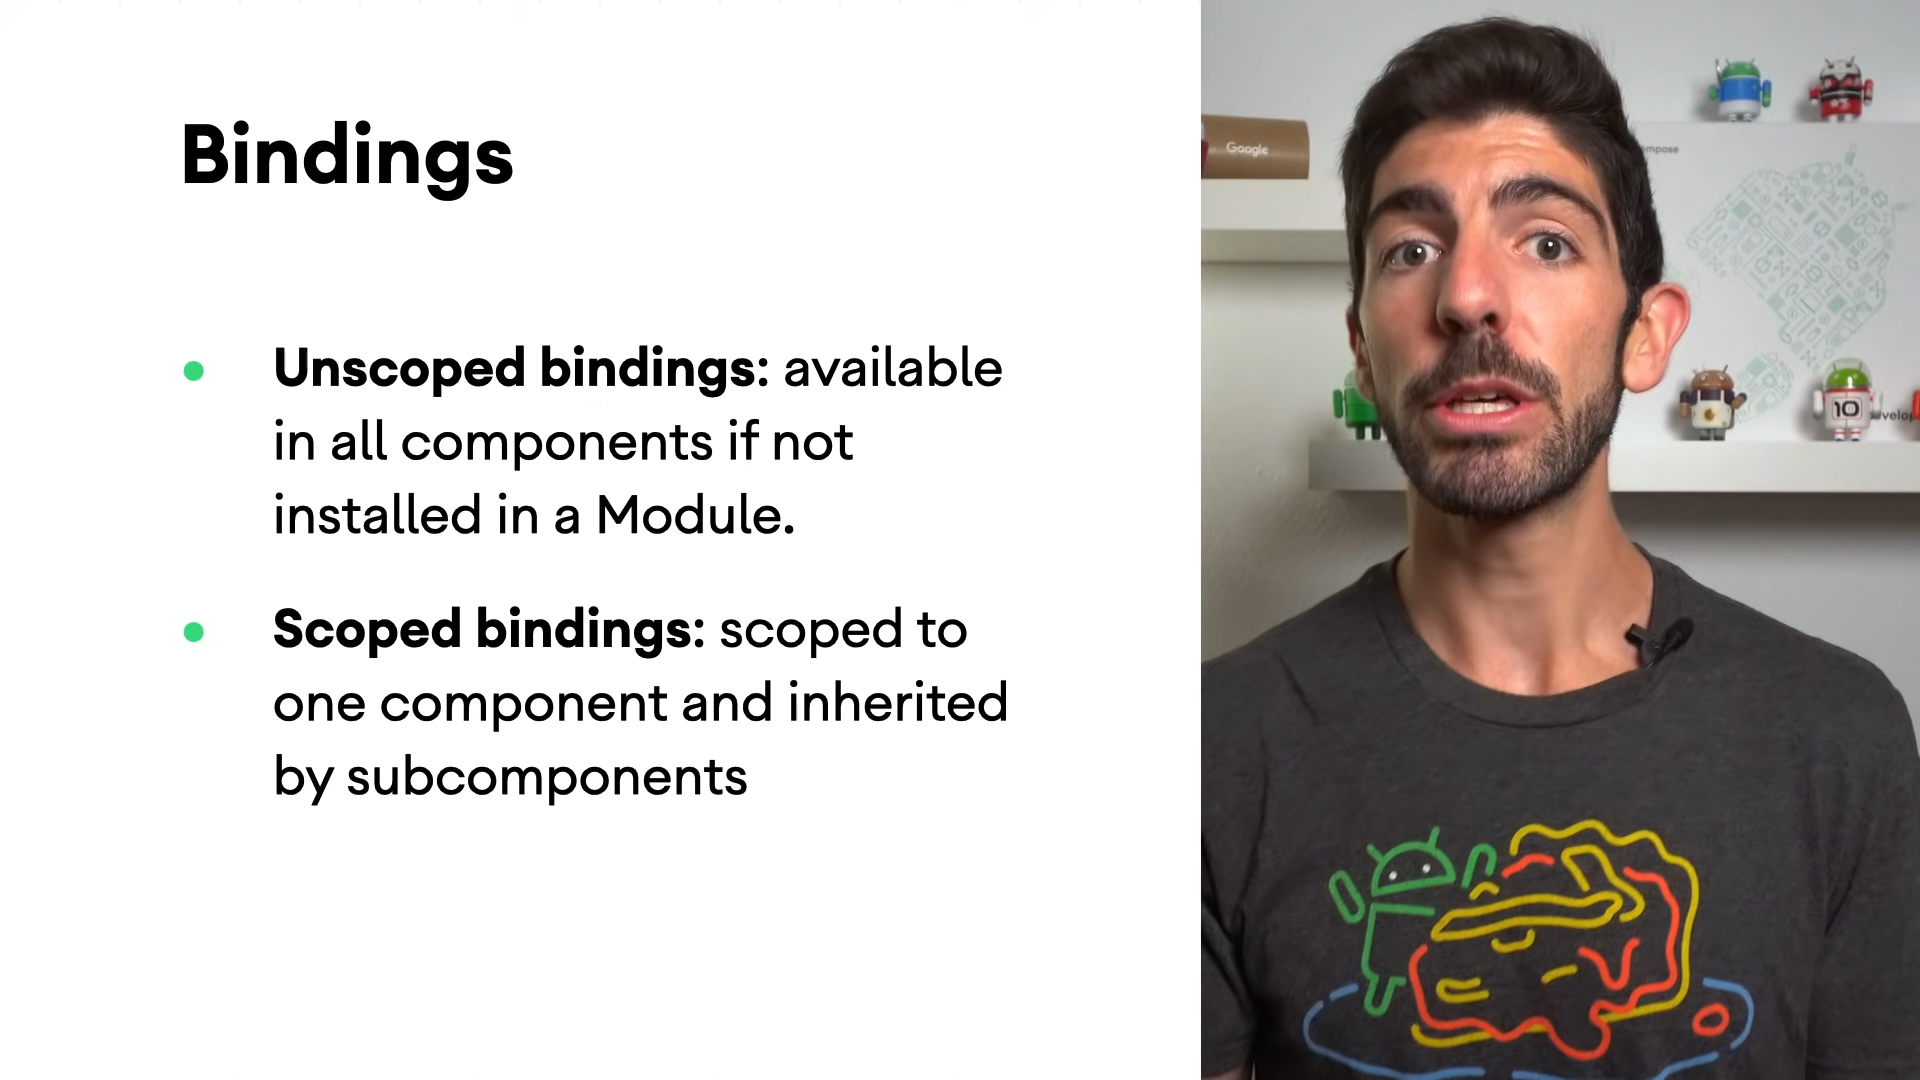 Bindings
Unscoped bindings: available
in all components if not
installed in a Module.
Scoped bindings: scoped to
one component and inherited
by subcomponents
Google
10